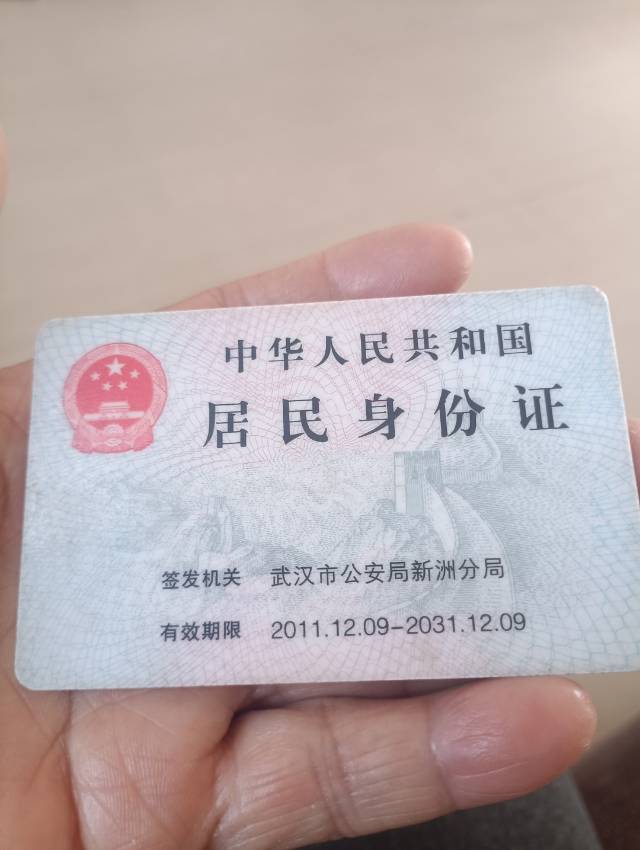 中华人民共和国
居民身份证
签发机关 武汉市公安局新洲分局
有效期限 2011.12.09-2031.12.09